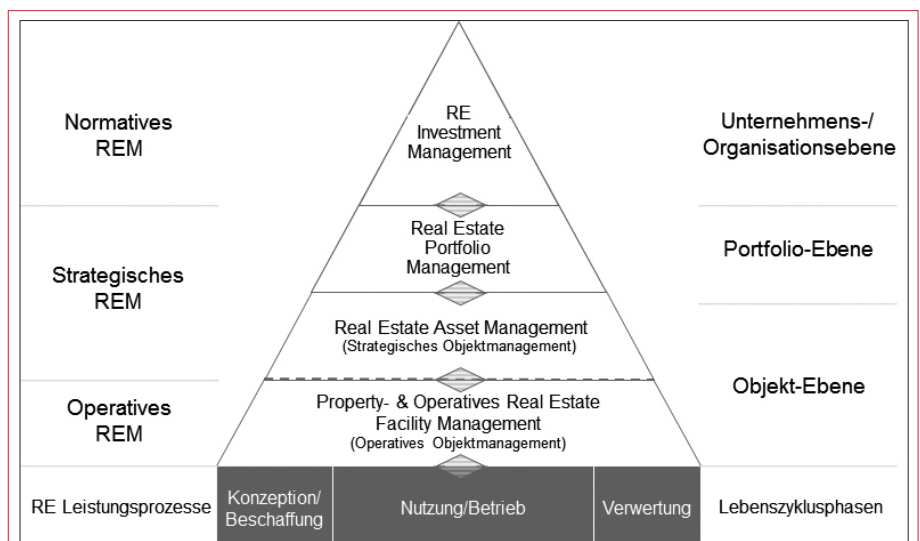 Normatives
REM
RE
Investment
Management
Unternehmens-/
Organisationsebene
Strategisches
REM
Real Estate
Portfolio
Management
Portfolio-Ebene
Real Estate Asset Management
(Strategisches Objektmanagement)
Operatives
REM
Property- & Operatives Real Estate
Facility Management
(Operatives Objektmanagement)
Objekt-Ebene
RE Leistungsprozesse
Konzeption/
Beschaffung
Nutzung/Betrieb
Verwertung
Lebenszyklusphasen